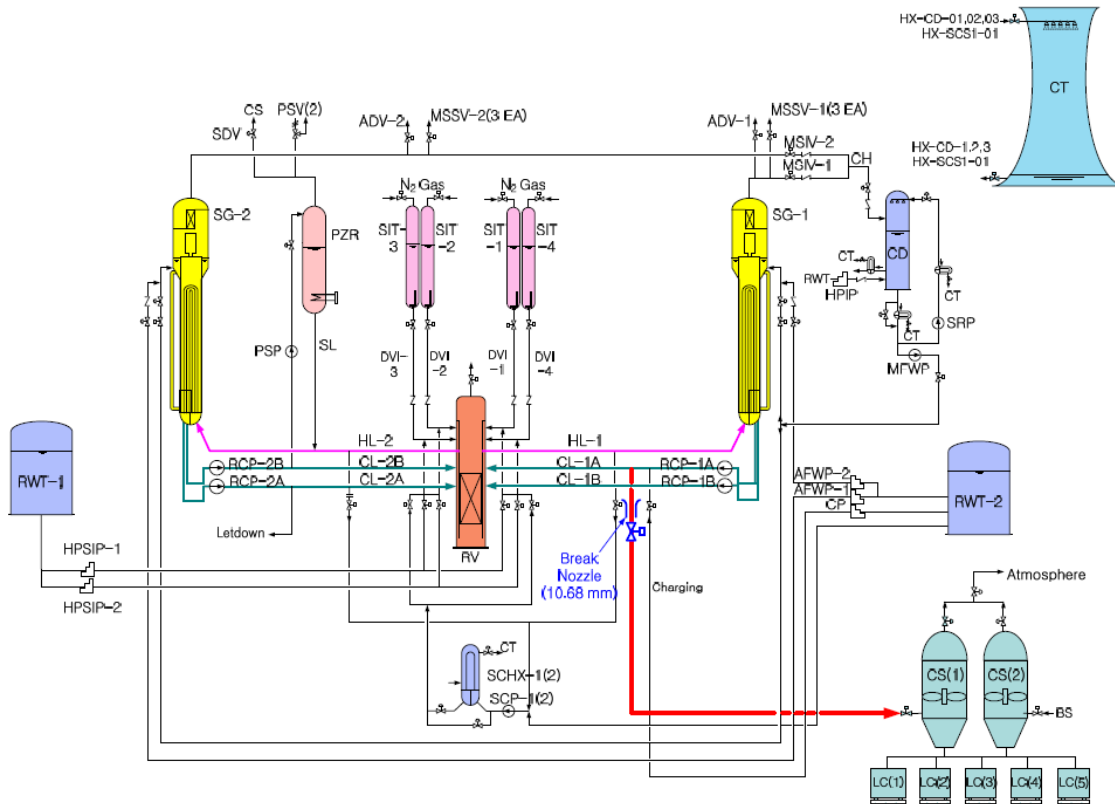 HX-CD-01,02,03
HX-SCS1-01
CT
HX-CD-1,2,3
HX-SCS1-01
CS
PSV(2)
SDV
ADV-2
MSSV-2(3 EA)
ADV-1
MSSV-1(3 EA)
MSIV-2
MSIV-1
CH
N₂ Gas
N₂ Gas
SG-2
PZR
SIT-3
SIT-2
SIT-1
SIT-4
SG-1
CD
CT
RWT
HPIP
CT
CT
SRP
MFWP
PSP
SL
DVI-3
DVI-2
DVI-1
DVI-4
HL-2
HL-1
RCP-2B
CL-2B
CL-1A
RCP-1A
RCP-2A
CL-2A
CL-1B
RCP-1B
RWT-1
AFWP-2
AFWP-1
CP
RWT-2
Letdown
RV
Break
Nozzle
(10.68 mm)
HPSIP-1
HPSIP-2
Charging
Atmosphere
CT
SCHX-1(2)
SCP-1(2)
CS(1)
CS(2)
BS
LC(1)
LC(2)
LC(3)
LC(4)
LC(5)